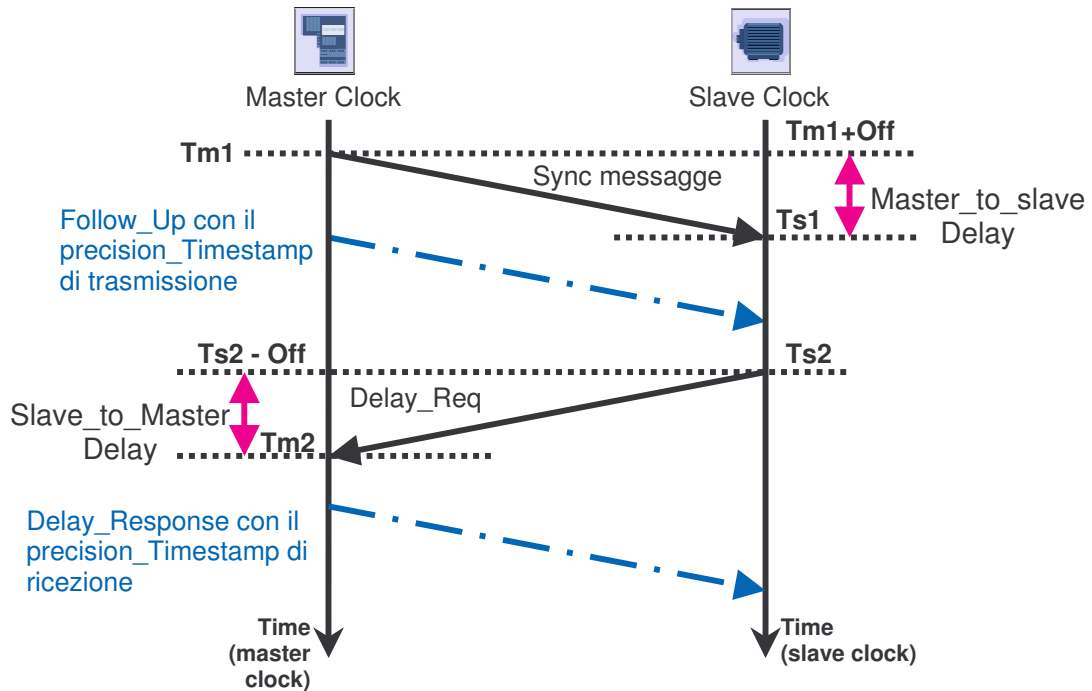 Master Clock
Slave Clock
Tm1+Off
Tm1
Sync messagge
Master_to_slave
Delay
Ts1
Follow_Up con il
precision_Timestamp
di trasmissione
Ts2 - Off
Ts2
Delay_Req
Slave_to_Master
Delay
Tm2
Delay_Response con il
precision_Timestamp di
ricezione
Time
(master
clock)
Time
(slave clock)